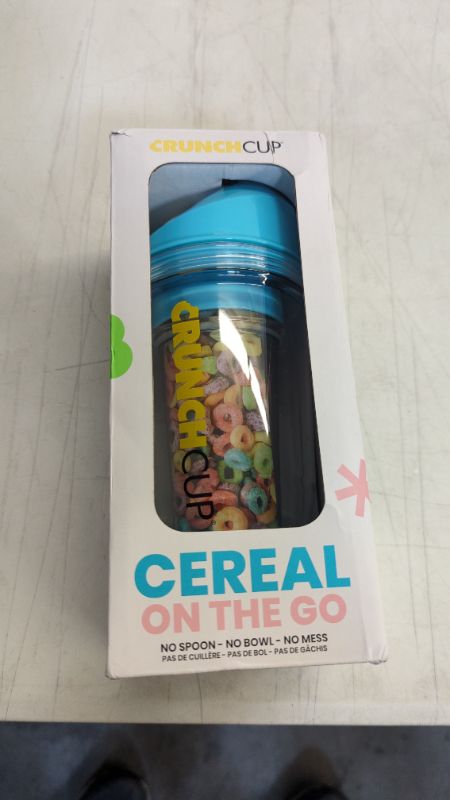 CRUNCHCUP
CRUNCHCUP
CEREAL
ON THE GO
NO SPOON - NO BOWL - NO MESS
PAS DE CUILLÈRE - PAS DE BOL - PAS DE GÂCHIS